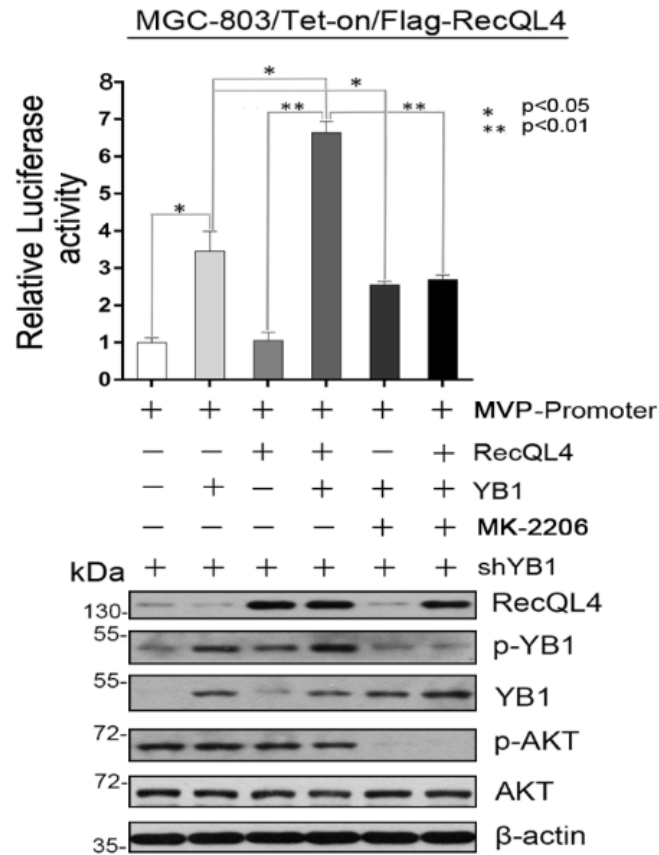 MGC-803/Tet-on/Flag-RecQL4
Relative Luciferase
activity
8
7
6
5
4
3
2
1
0
* p<0.05
** p<0.01
*
*
**
**
*
+ + + + + + MVP-Promoter
— — + + — + RecQL4
— + — + + + YB1
— — — — + + MK-2206
kDa + + + + + + shYB1
130- RecQL4
55- p-YB1
55- YB1
72- p-AKT
72- AKT
35- β-actin